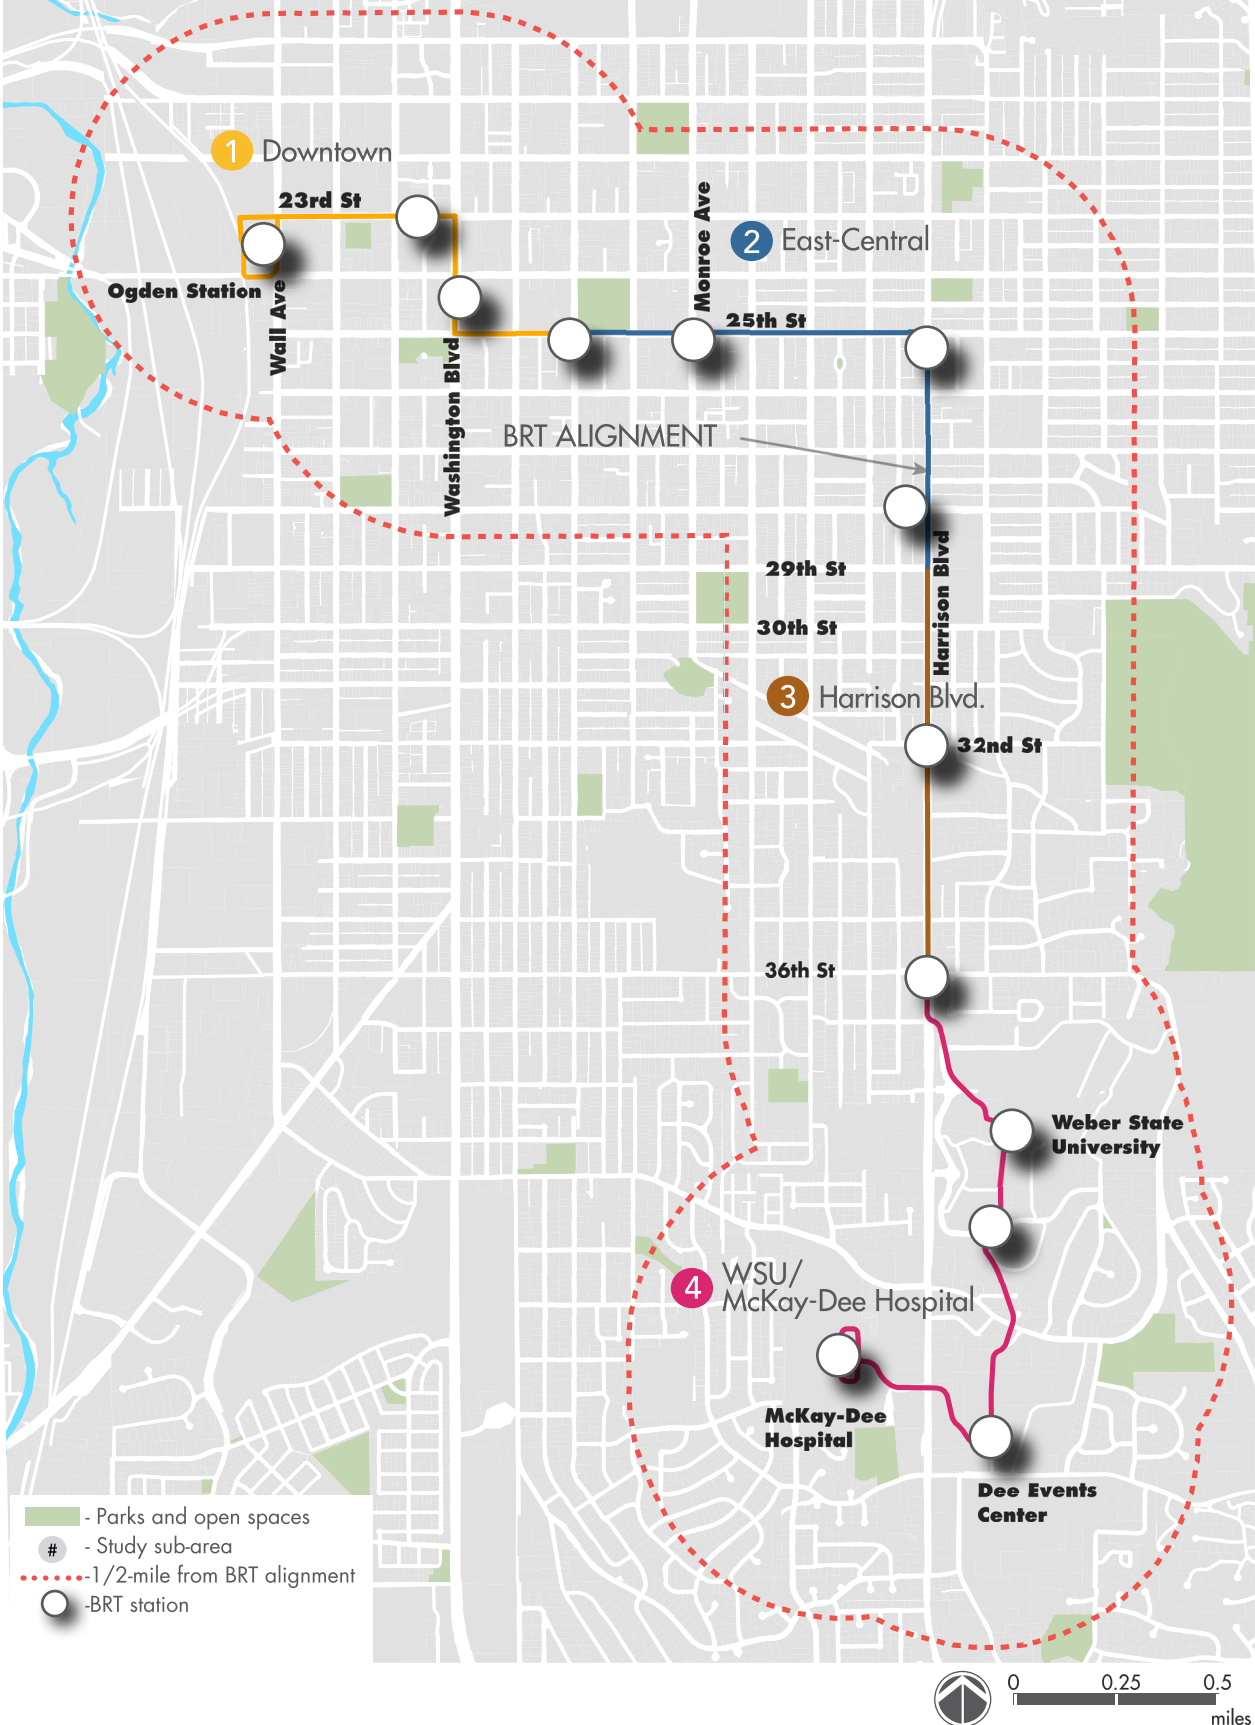 1 Downtown
23rd St
Monroe Ave
2 East-Central
Ogden Station
Wall Ave
25th St
Washington Blvd
BRT ALIGNMENT
29th St
Harrison Blvd
30th St
3 Harrison Blvd.
32nd St
36th St
Weber State
University
4 WSU/
McKay-Dee Hospital
McKay-Dee
Hospital
Dee Events
Center
- Parks and open spaces
# - Study sub-area
-1/2-mile from BRT alignment
-BRT station
0 0.25 0.5
miles